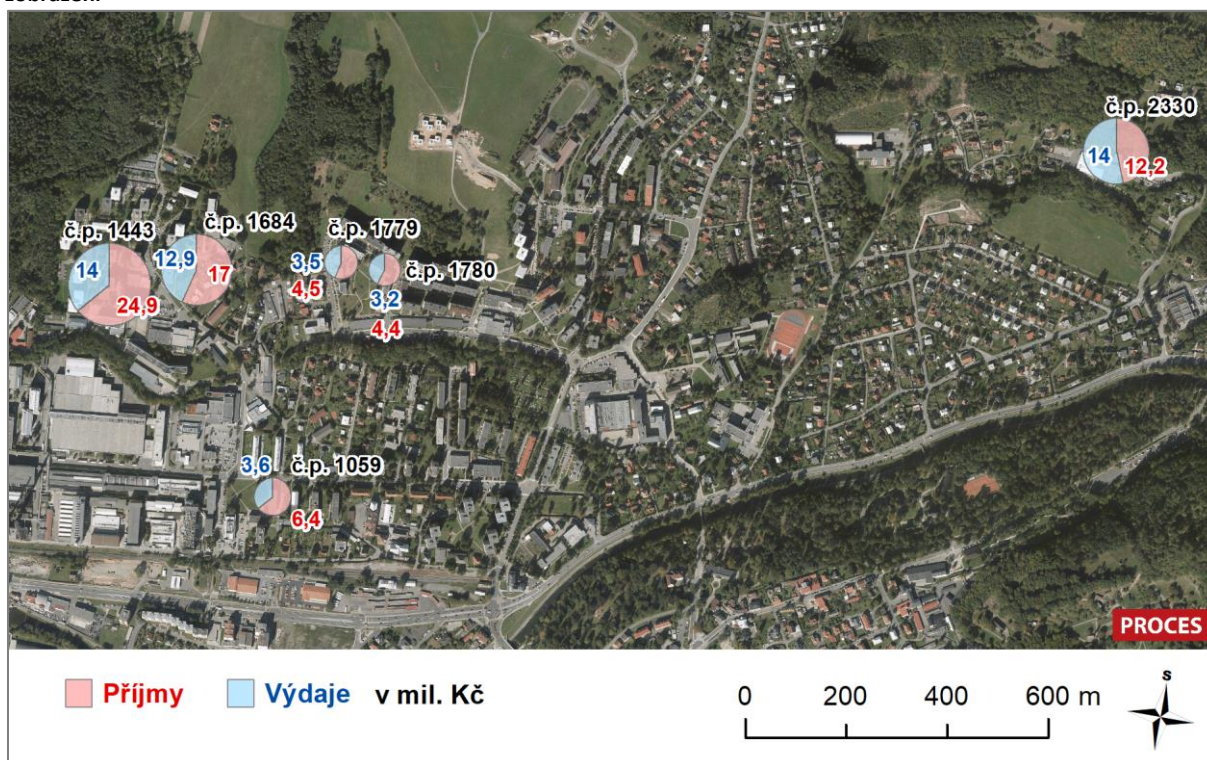 zobrazení
č.p. 2330
14
12,2
č.p. 1443
14
24,9
č.p. 1684
12,9
17
č.p. 1779
3,5
4,5
č.p. 1780
3,2
4,4
3,6
č.p. 1059
6,4
PROCES
Příjmy
Výdaje
v mil. Kč
0 200 400 600 m
S